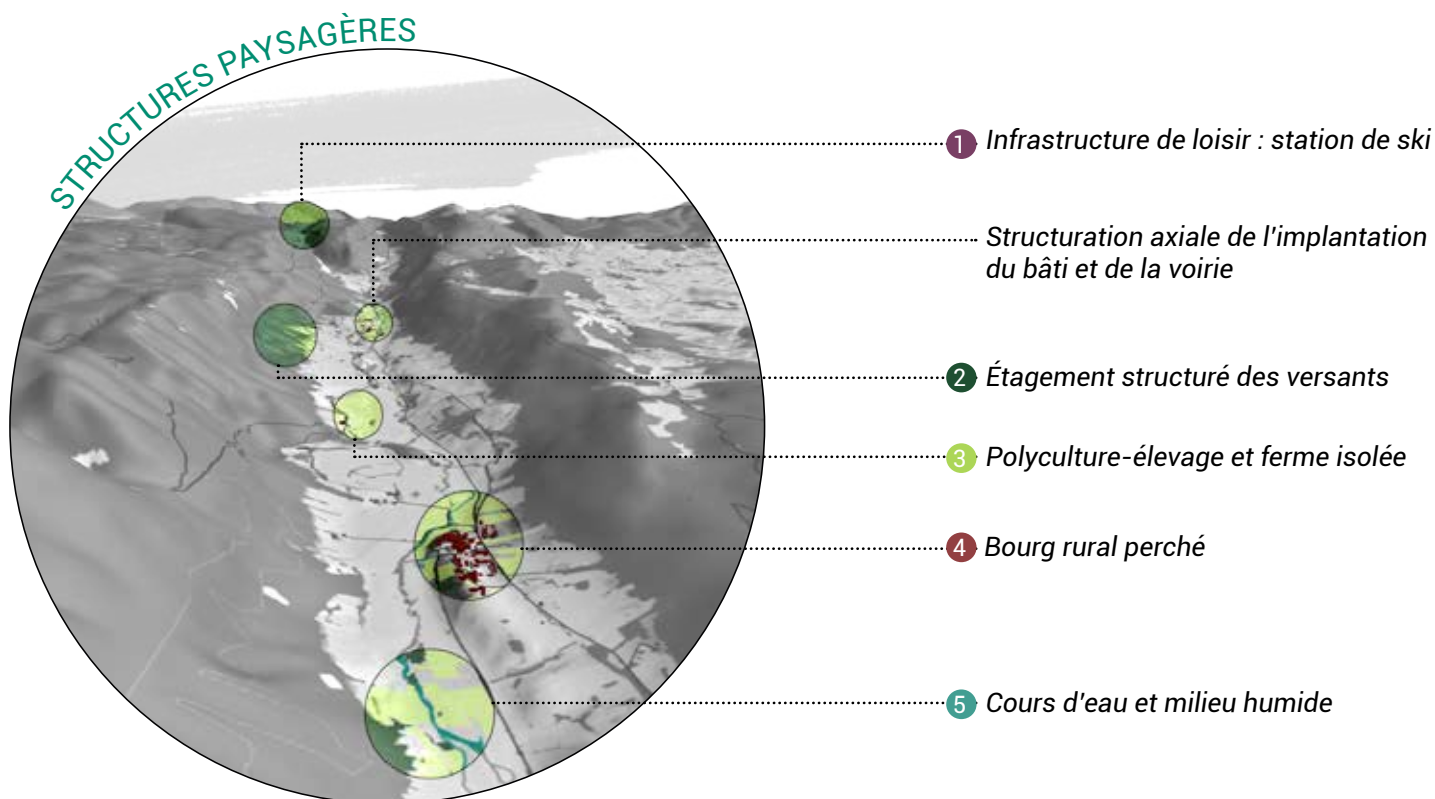 STRUCTURES PAYSAGÈRES
1 Infrastructure de loisir : station de ski
Structuration axiale de l'implantation
du bâti et de la voirie
2 Étagement structuré des versants
3 Polyculture-élevage et ferme isolée
4 Bourg rural perché
5 Cours d'eau et milieu humide